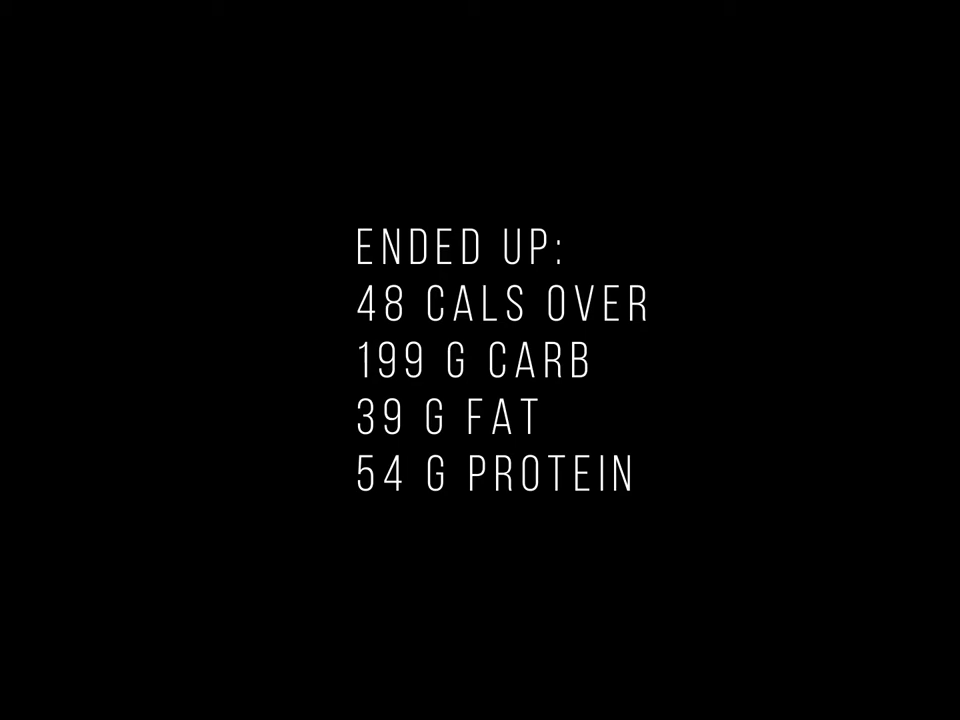 ENDED UP:
48 CALS OVER
199 G CARB
39 G FAT
54 G PROTEIN